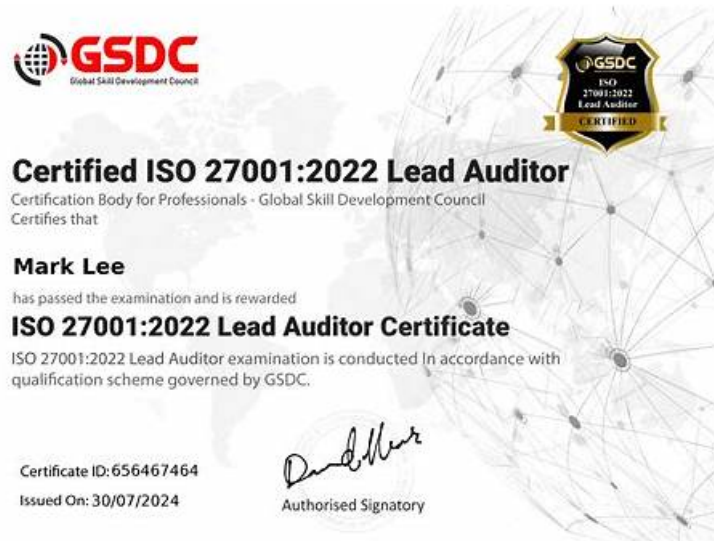 GSDC
Global Skill Development Council
GSDC
ISO
27001:2022
Lead Auditor
CERTIFIED
Certified ISO 27001:2022 Lead Auditor
Certification Body for Professionals - Global Skill Development Council
Certifies that
Mark Lee
has passed the examination and is rewarded
ISO 27001:2022 Lead Auditor Certificate
ISO 27001:2022 Lead Auditor examination is conducted In accordance with
qualification scheme governed by GSDC.
Certificate ID: 656467464
Issued On: 30/07/2024
Authorised Signatory